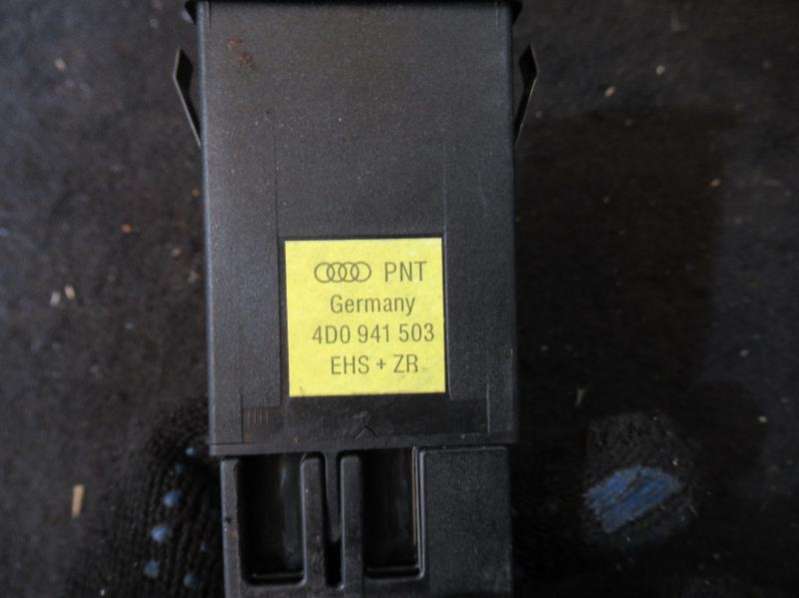 PNT
Germany
4D0 941 503
EHS + ZR